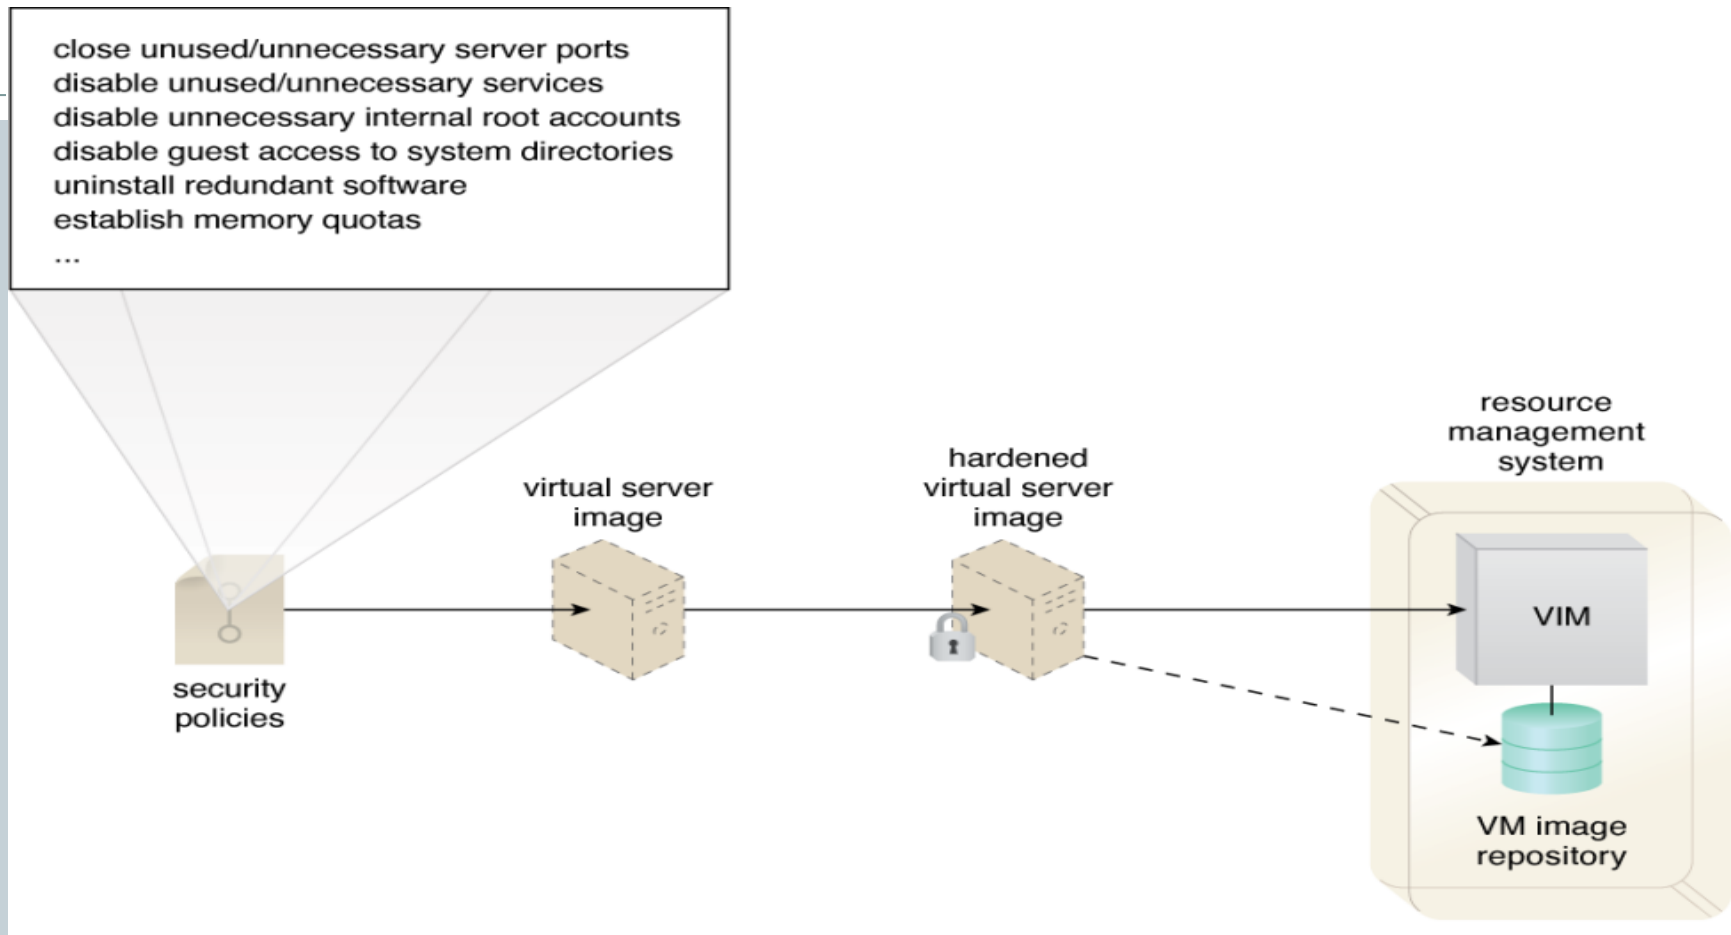 close unused/unnecessary server ports
disable unused/unnecessary services
disable unnecessary internal root accounts
disable guest access to system directories
uninstall redundant software
establish memory quotas
...
resource
management
system
hardened
virtual server
image
virtual server
image
VIM
security
policies
VM image
repository